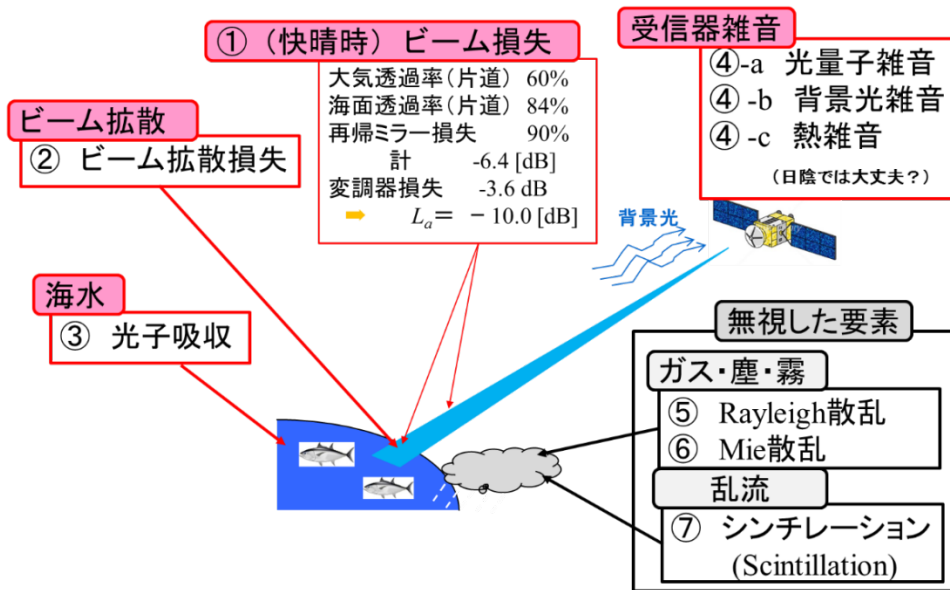 ① （快晴時）ビーム損失
大気透過率（片道） 60%
海面透過率（片道） 84%
再帰ミラー損失 90%
計 -6.4 [dB]
変調器損失 -3.6 dB
La＝ －10.0 [dB]
受信器雑音
④-a 光量子雑音
④ -b 背景光雑音
④ -c 熱雑音
（日陰では大丈夫？）
ビーム拡散
② ビーム拡散損失
背景光
海水
③ 光子吸収
無視した要素
ガス・塵・霧
⑤ Rayleigh散乱
⑥ Mie散乱
乱流
⑦ シンチレーション
(Scintillation)